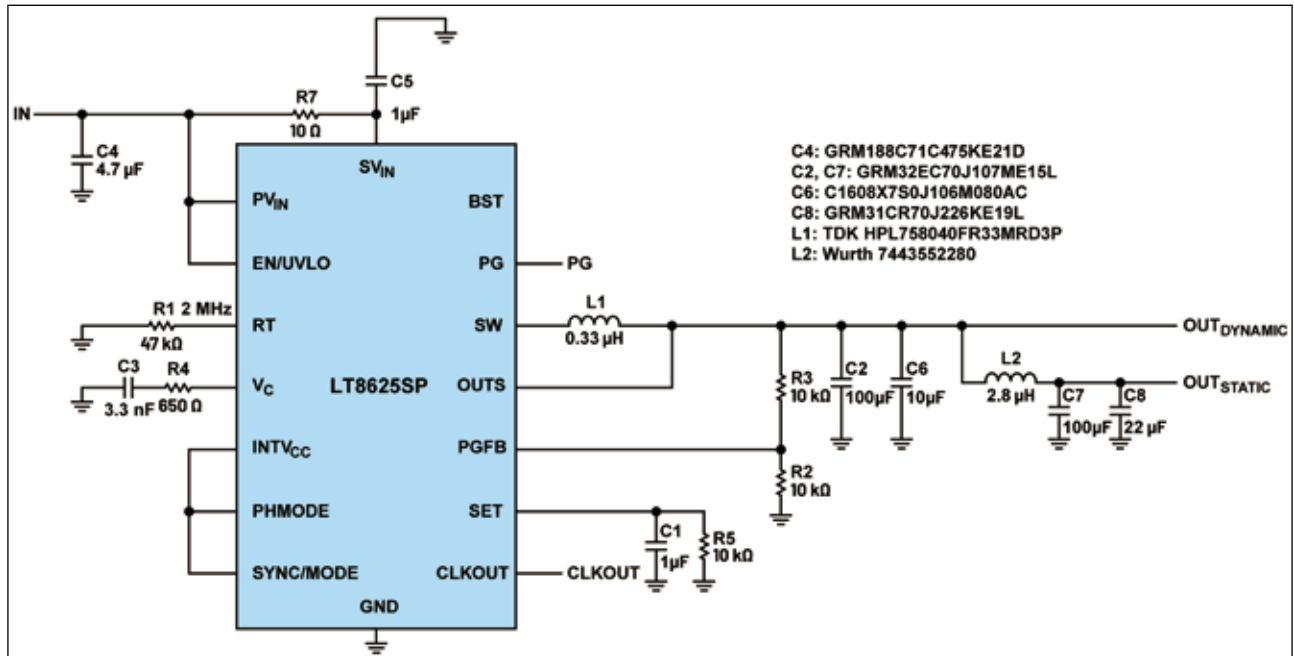 IN
C4
4.7 µF
R7
10 Ω
C5
1µF
SVIN
PVIN
EN/UVLO
R1 2 MHz
47 kΩ
RT
C3
3.3 nF
R4
650 Ω
VC
INTVCC
PHMODE
SYNC/MODE
LT8625SP
GND
BST
PG
PG
SW
OUTS
PGFB
SET
CLKOUT
CLKOUT
L1
0.33 µH
R3
10 kΩ
R2
10 kΩ
C2
100µF
C6
10µF
L2
2.8 µH
C7
100µF
C8
22 µF
OUTDYNAMIC
OUTSTATIC
C1
1µF
R5
10 kΩ
C4: GRM188C71C475KE21D
C2, C7: GRM32EC70J107ME15L
C6: C1608X7S0J106M080AC
C8: GRM31CR70J226KE19L
L1: TDK HPL758040FR33MRD3P
L2: Wurth 7443552280